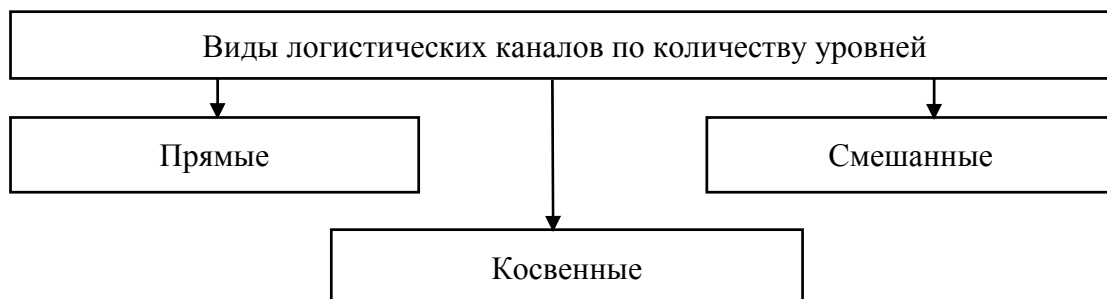 Виды логистических каналов по количеству уровней
Прямые
Смешанные
Косвенные